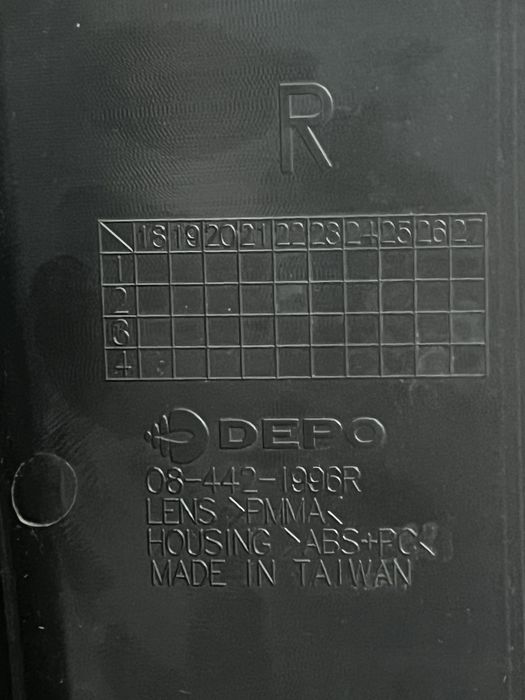 R
18 19 20 21 22 23 24 25 26 27
1
2
3
4
DEPO
08-442-1996R
LENS >PMMA<
HOUSING >ABS+PC<
MADE IN TAIWAN